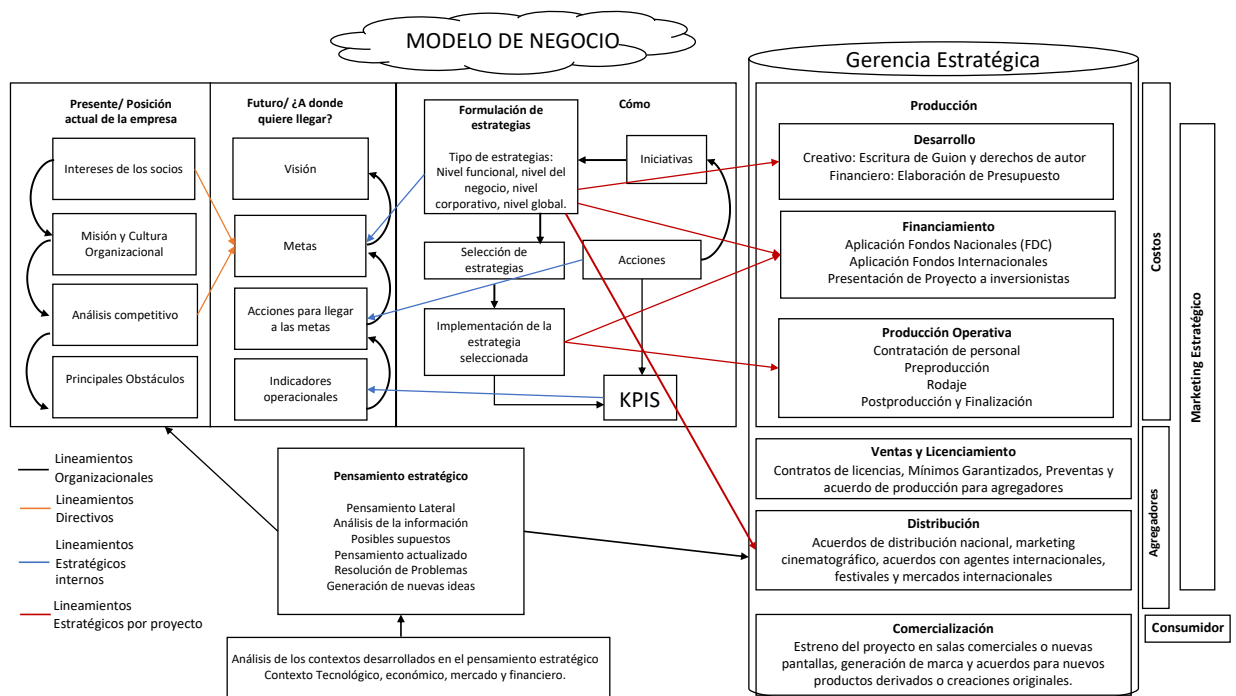 MODELO DE NEGOCIO
Presente/ Posición
actual de la empresa
Intereses de los socios
Misión y Cultura
Organizacional
Análisis competitivo
Principales Obstáculos
Futuro/ ¿A donde
quiere llegar?
Visión
Metas
Acciones para llegar
a las metas
Indicadores
operacionales
Cómo
Formulación de
estrategias
Tipo de estrategias:
Nivel funcional, nivel del
negocio, nivel
corporativo, nivel global.
Iniciativas
Selección de
estrategias
Acciones
Implementación de la
estrategia
seleccionada
KPIS
Gerencia Estratégica
Producción
Desarrollo
Creativo: Escritura de Guion y derechos de autor
Financiero: Elaboración de Presupuesto
Financiamiento
Aplicación Fondos Nacionales (FDC)
Aplicación Fondos Internacionales
Presentación de Proyecto a inversionistas
Producción Operativa
Contratación de personal
Preproducción
Rodaje
Postproducción y Finalización
Ventas y Licenciamiento
Contratos de licencias, Mínimos Garantizados, Preventas y
acuerdo de producción para agregadores
Distribución
Acuerdos de distribución nacional, marketing
cinematográfico, acuerdos con agentes internacionales,
festivales y mercados internacionales
Comercialización
Estreno del proyecto en salas comerciales o nuevas
pantallas, generación de marca y acuerdos para nuevos
productos derivados o creaciones originales.
Costos
Agregadores
Marketing Estratégico
Consumidor
Lineamientos
Organizacionales
Lineamientos
Directivos
Lineamientos
Estratégicos
internos
Lineamientos
Estratégicos por proyecto
Pensamiento estratégico
Pensamiento Lateral
Análisis de la información
Posibles supuestos
Pensamiento actualizado
Resolución de Problemas
Generación de nuevas ideas
Análisis de los contextos desarrollados en el pensamiento estratégico
Contexto Tecnológico, económico, mercado y financiero.